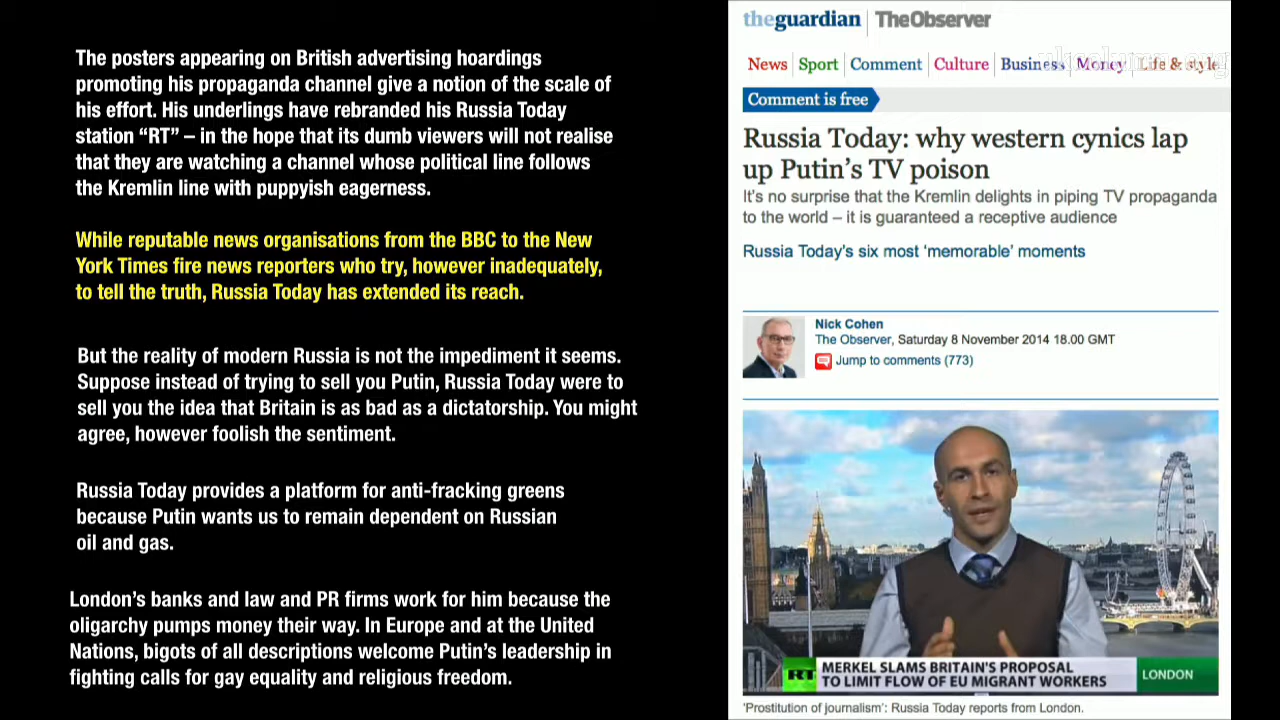 The posters appearing on British advertising hoardings
promoting his propaganda channel give a notion of the scale of
his effort. His underlings have rebranded his Russia Today
station “RT” – in the hope that its dumb viewers will not realise
that they are watching a channel whose political line follows
the Kremlin line with puppyish eagerness.
While reputable news organisations from the BBC to the New
York Times fire news reporters who try, however inadequately,
to tell the truth, Russia Today has extended its reach.
But the reality of modern Russia is not the impediment it seems.
Suppose instead of trying to sell you Putin, Russia Today were to
sell you the idea that Britain is as bad as a dictatorship. You might
agree, however foolish the sentiment.
Russia Today provides a platform for anti-fracking greens
because Putin wants us to remain dependent on Russian
oil and gas.
London’s banks and law and PR firms work for him because the
oligarchy pumps money their way. In Europe and at the United
Nations, bigots of all descriptions welcome Putin’s leadership in
fighting calls for gay equality and religious freedom.
theguardian TheObserver
ukcolumn.org
News Sport Comment Culture Business Money Life & style
Comment is free
Russia Today: why western cynics lap
up Putin’s TV poison
It’s no surprise that the Kremlin delights in piping TV propaganda
to the world – it is guaranteed a receptive audience
Russia Today’s six most ‘memorable’ moments
Nick Cohen
The Observer, Saturday 8 November 2014 18.00 GMT
Jump to comments (773)
RT MERKEL SLAMS BRITAIN'S PROPOSAL
TO LIMIT FLOW OF EU MIGRANT WORKERS
LONDON
‘Prostitution of journalism’: Russia Today reports from London.